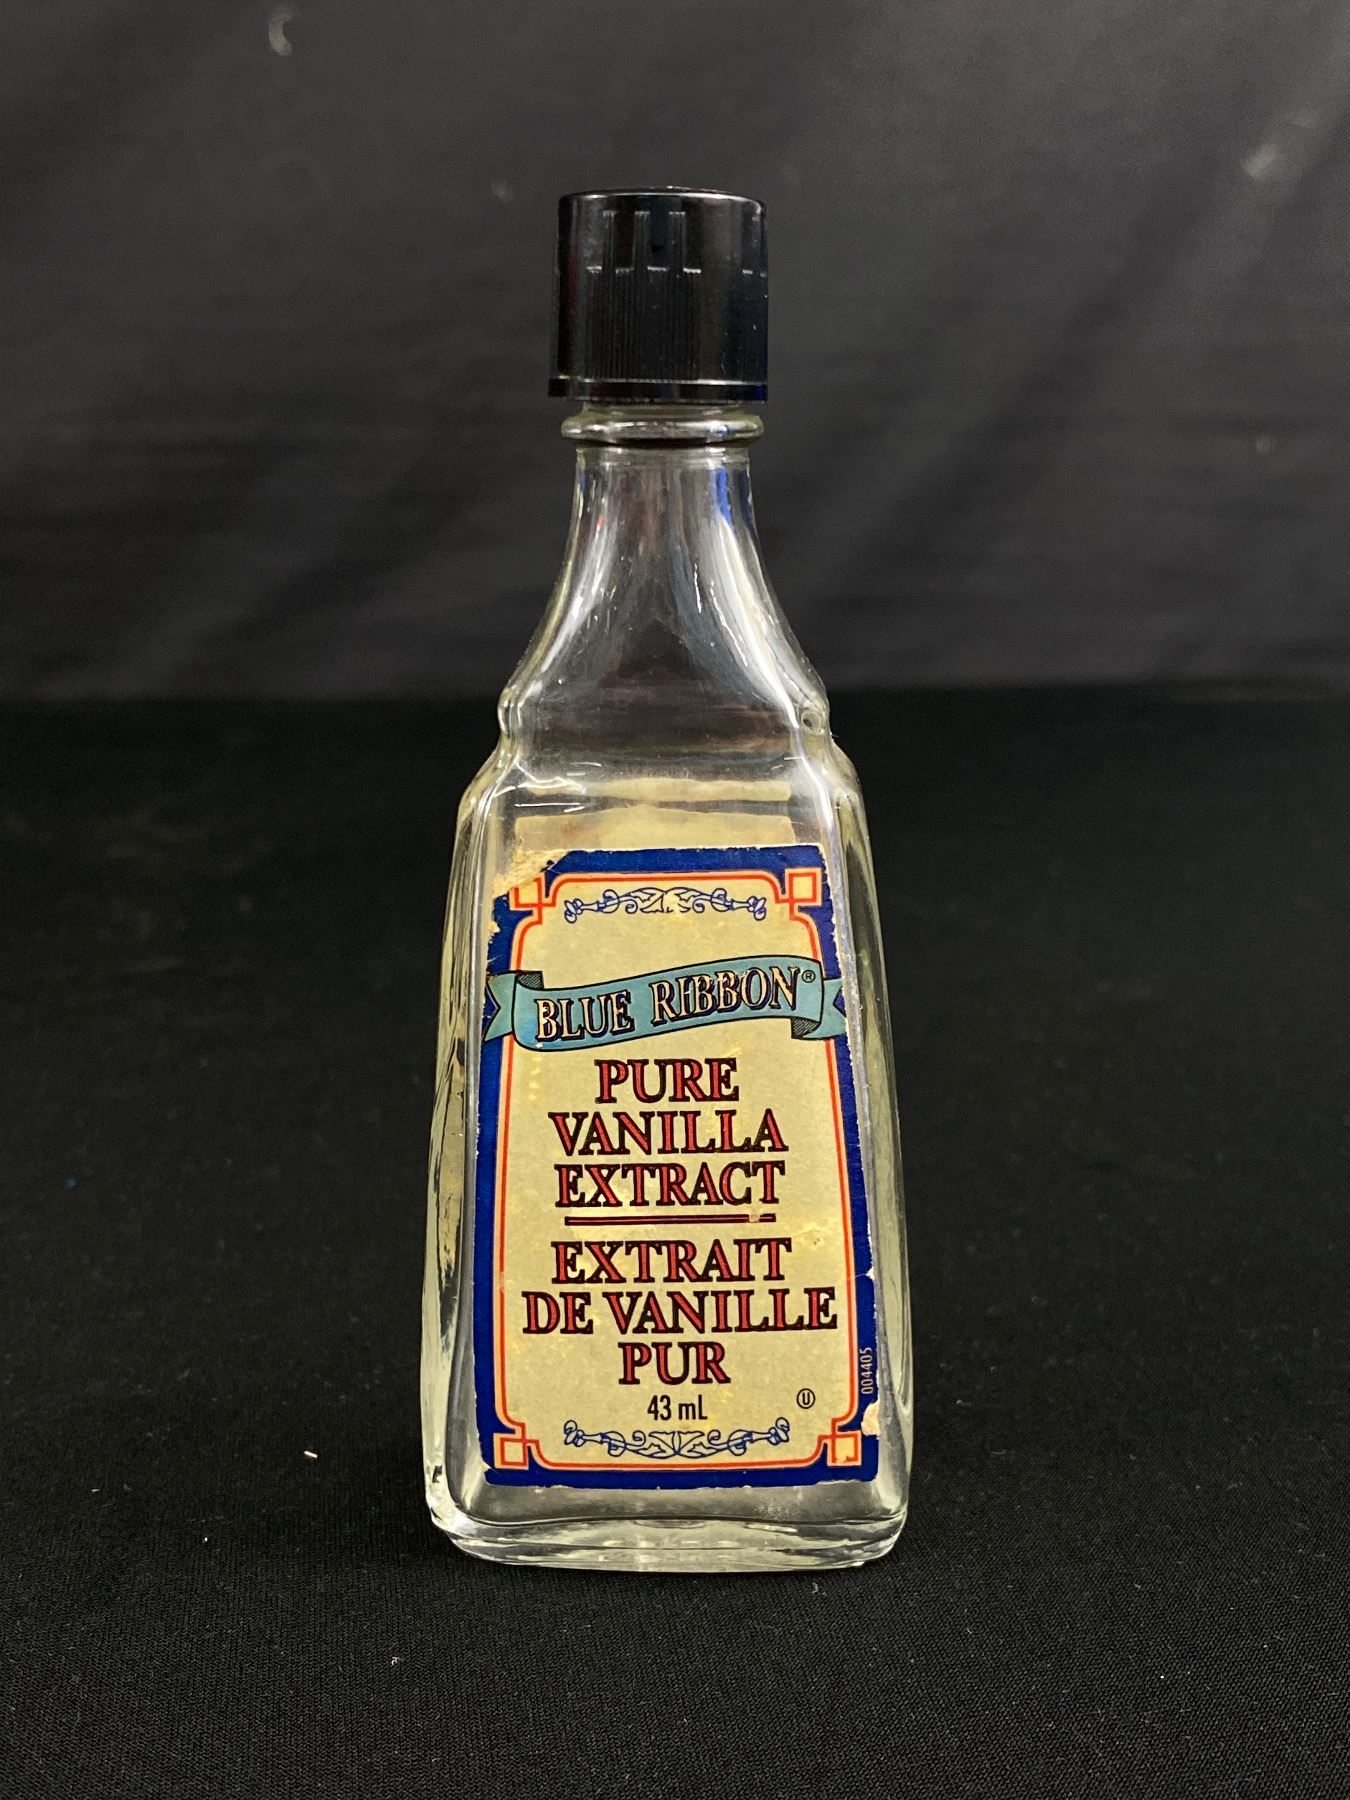 BLUE RIBBON®
PURE
VANILLA
EXTRACT
EXTRAIT
DE VANILLE
PUR
43 mL
Ⓤ
004405